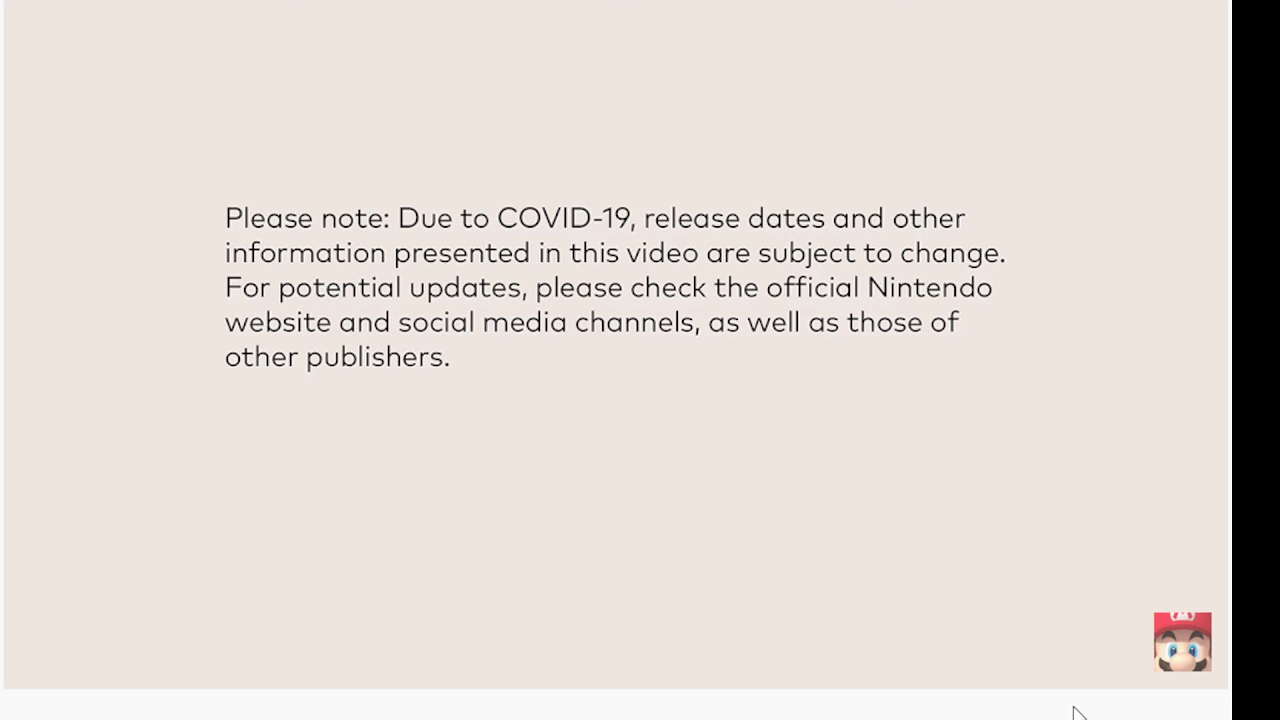 Please note: Due to COVID-19, release dates and other
information presented in this video are subject to change.
For potential updates, please check the official Nintendo
website and social media channels, as well as those of
other publishers.